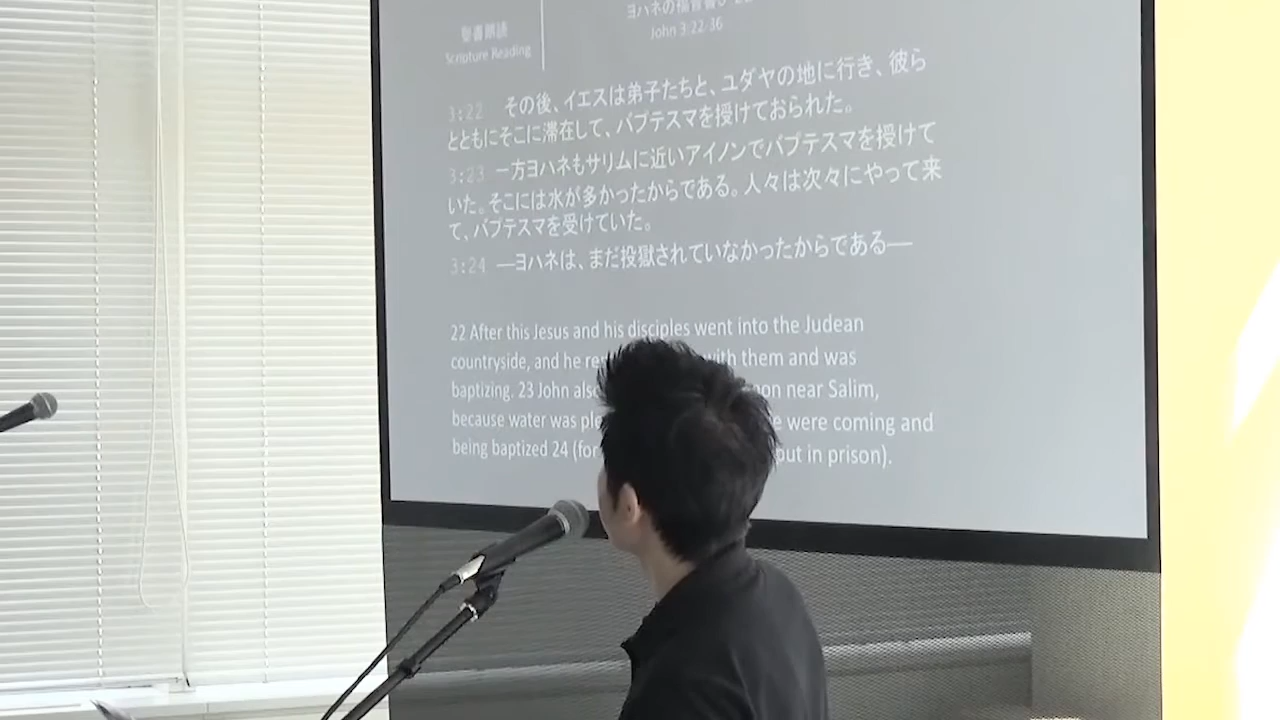 聖書朗読
Scripture Reading
ヨハネの福音書
John 3:22-36
3:22 その後、イエスは弟子たちと、ユダヤの地に行き、彼ら
とともにそこに滞在して、バプテスマを授けておられた。
3:23 一方ヨハネもサリムに近いアイノンでバプテスマを授けて
いた。そこには水が多かったからである。人々は次々にやって来
て、バプテスマを受けていた。
3:24 ―ヨハネは、まだ投獄されていなかったからである―
22 After this Jesus and his disciples went into the Judean
countryside, and he with them and was
baptizing. 23 John near Salim,
because water was were coming and
being baptized 24 (for put in prison).